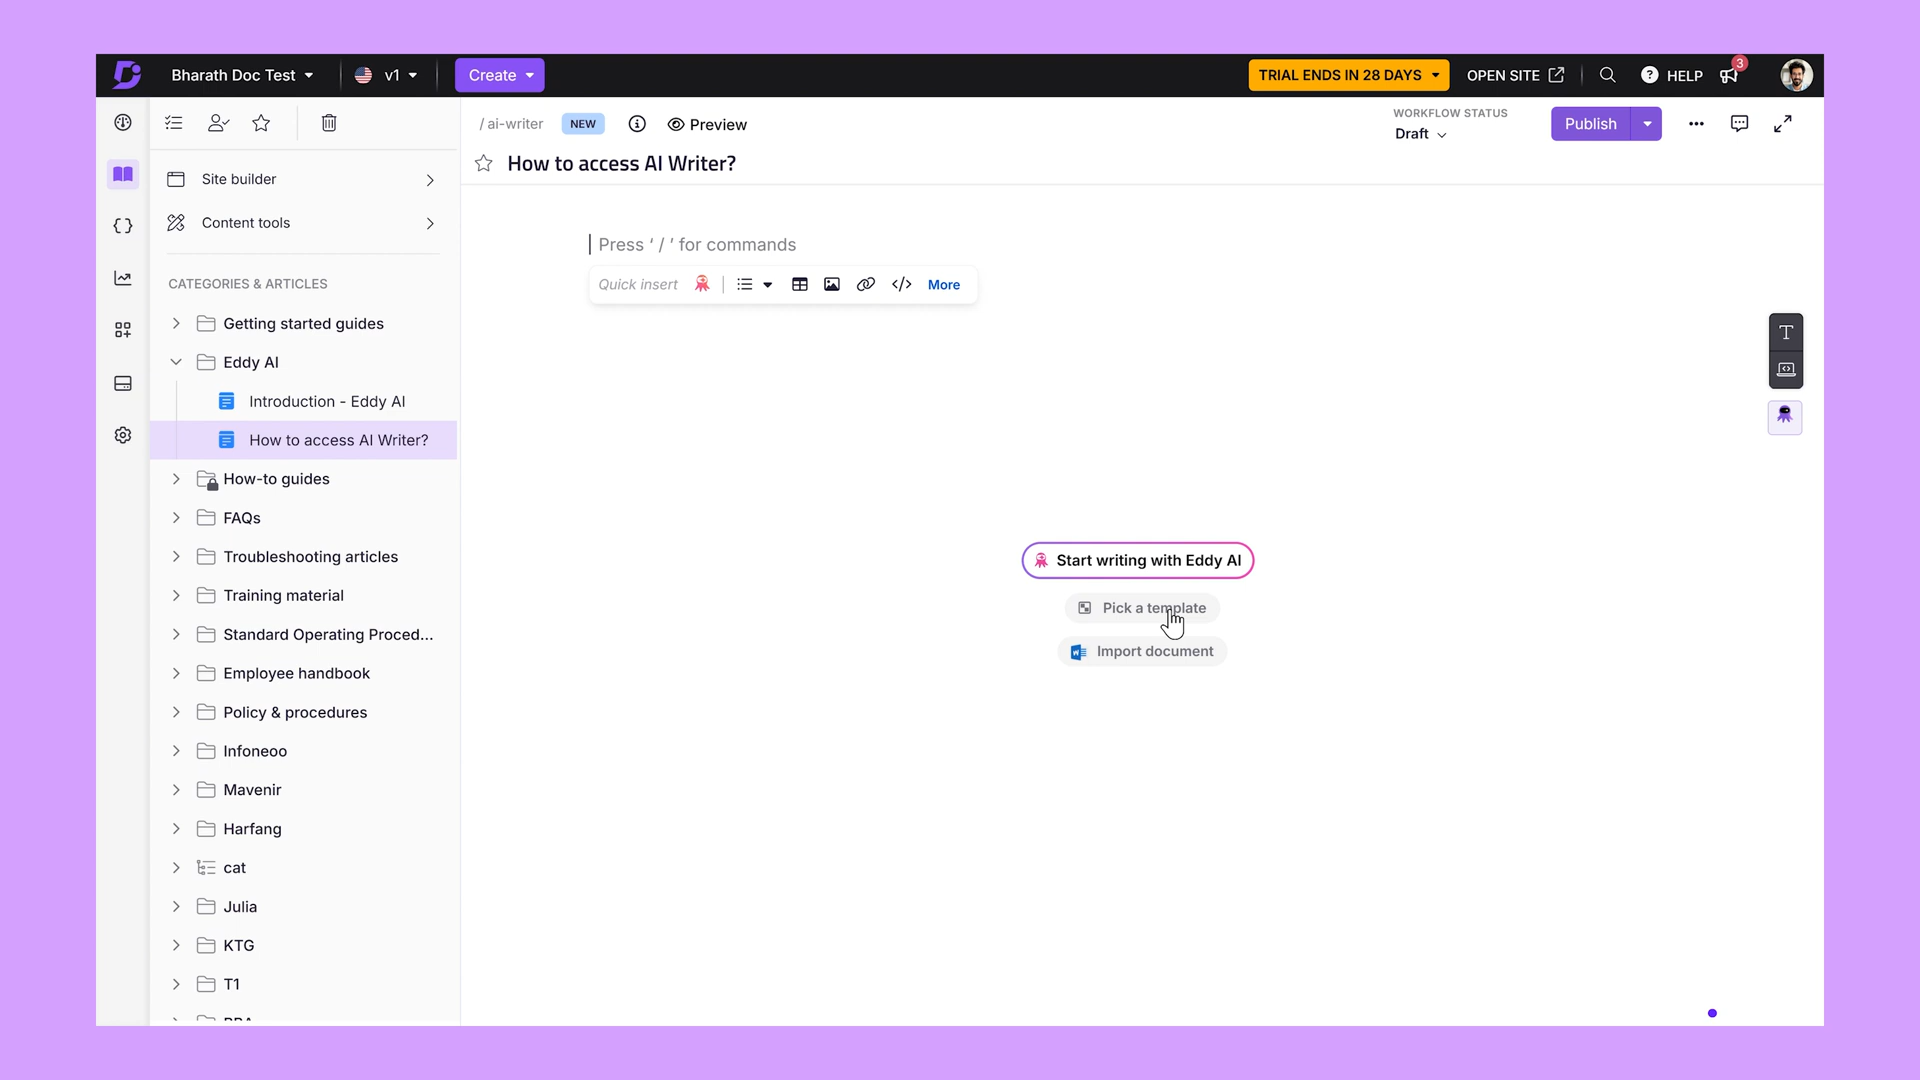 Bharath Doc Test
v1
Create
TRIAL ENDS IN 28 DAYS
OPEN SITE
HELP
3
/ ai-writer
NEW
Preview
WORKFLOW STATUS
Draft
Publish
How to access AI Writer?
Site builder
Content tools
CATEGORIES & ARTICLES
Getting started guides
Eddy AI
Introduction - Eddy AI
How to access AI Writer?
How-to guides
FAQs
Troubleshooting articles
Training material
Standard Operating Proced...
Employee handbook
Policy & procedures
Infoneoo
Mavenir
Harfang
cat
Julia
KTG
T1
Press ‘ / ’ for commands
Quick insert
More
T
Start writing with Eddy AI
Pick a template
Import document